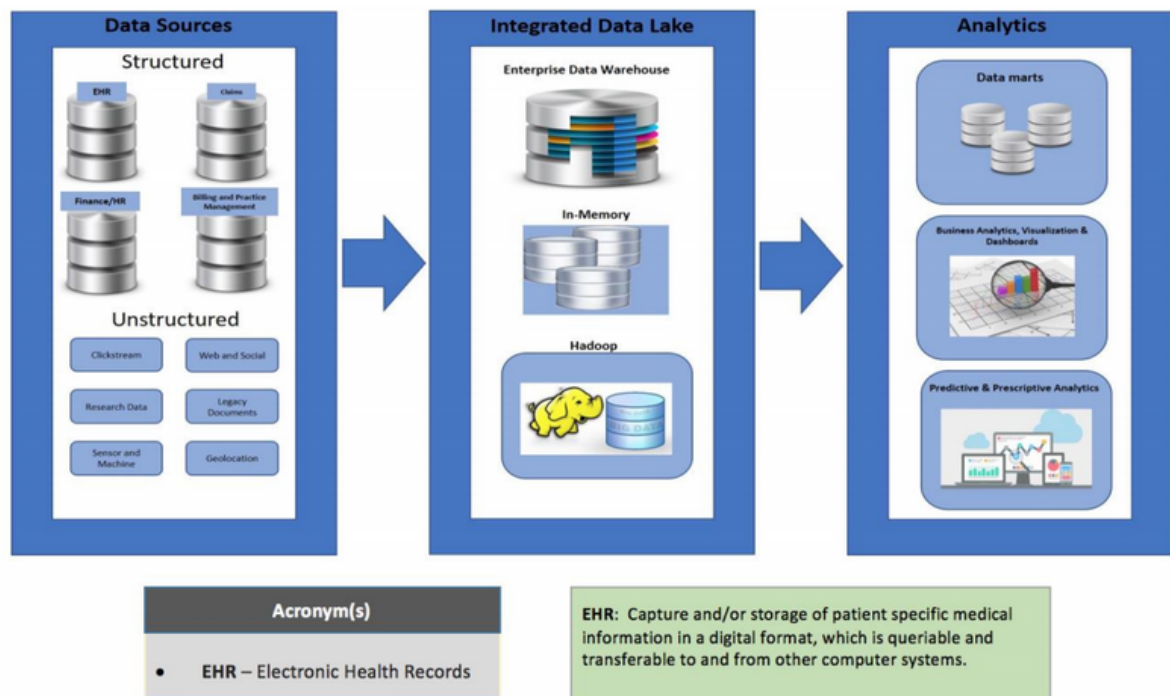 Data Sources
Structured
EHR
Claims
Finance/HR
Billing and Practice
Management
Unstructured
Clickstream
Web and Social
Research Data
Legacy
Documents
Sensor and
Machine
Geolocation
Integrated Data Lake
Enterprise Data Warehouse
In-Memory
Hadoop
BIG DATA
Analytics
Data marts
Business Analytics, Visualization &
Dashboards
Predictive & Prescriptive Analytics
Acronym(s)
• EHR – Electronic Health Records
EHR: Capture and/or storage of patient specific medical
information in a digital format, which is queriable and
transferable to and from other computer systems.